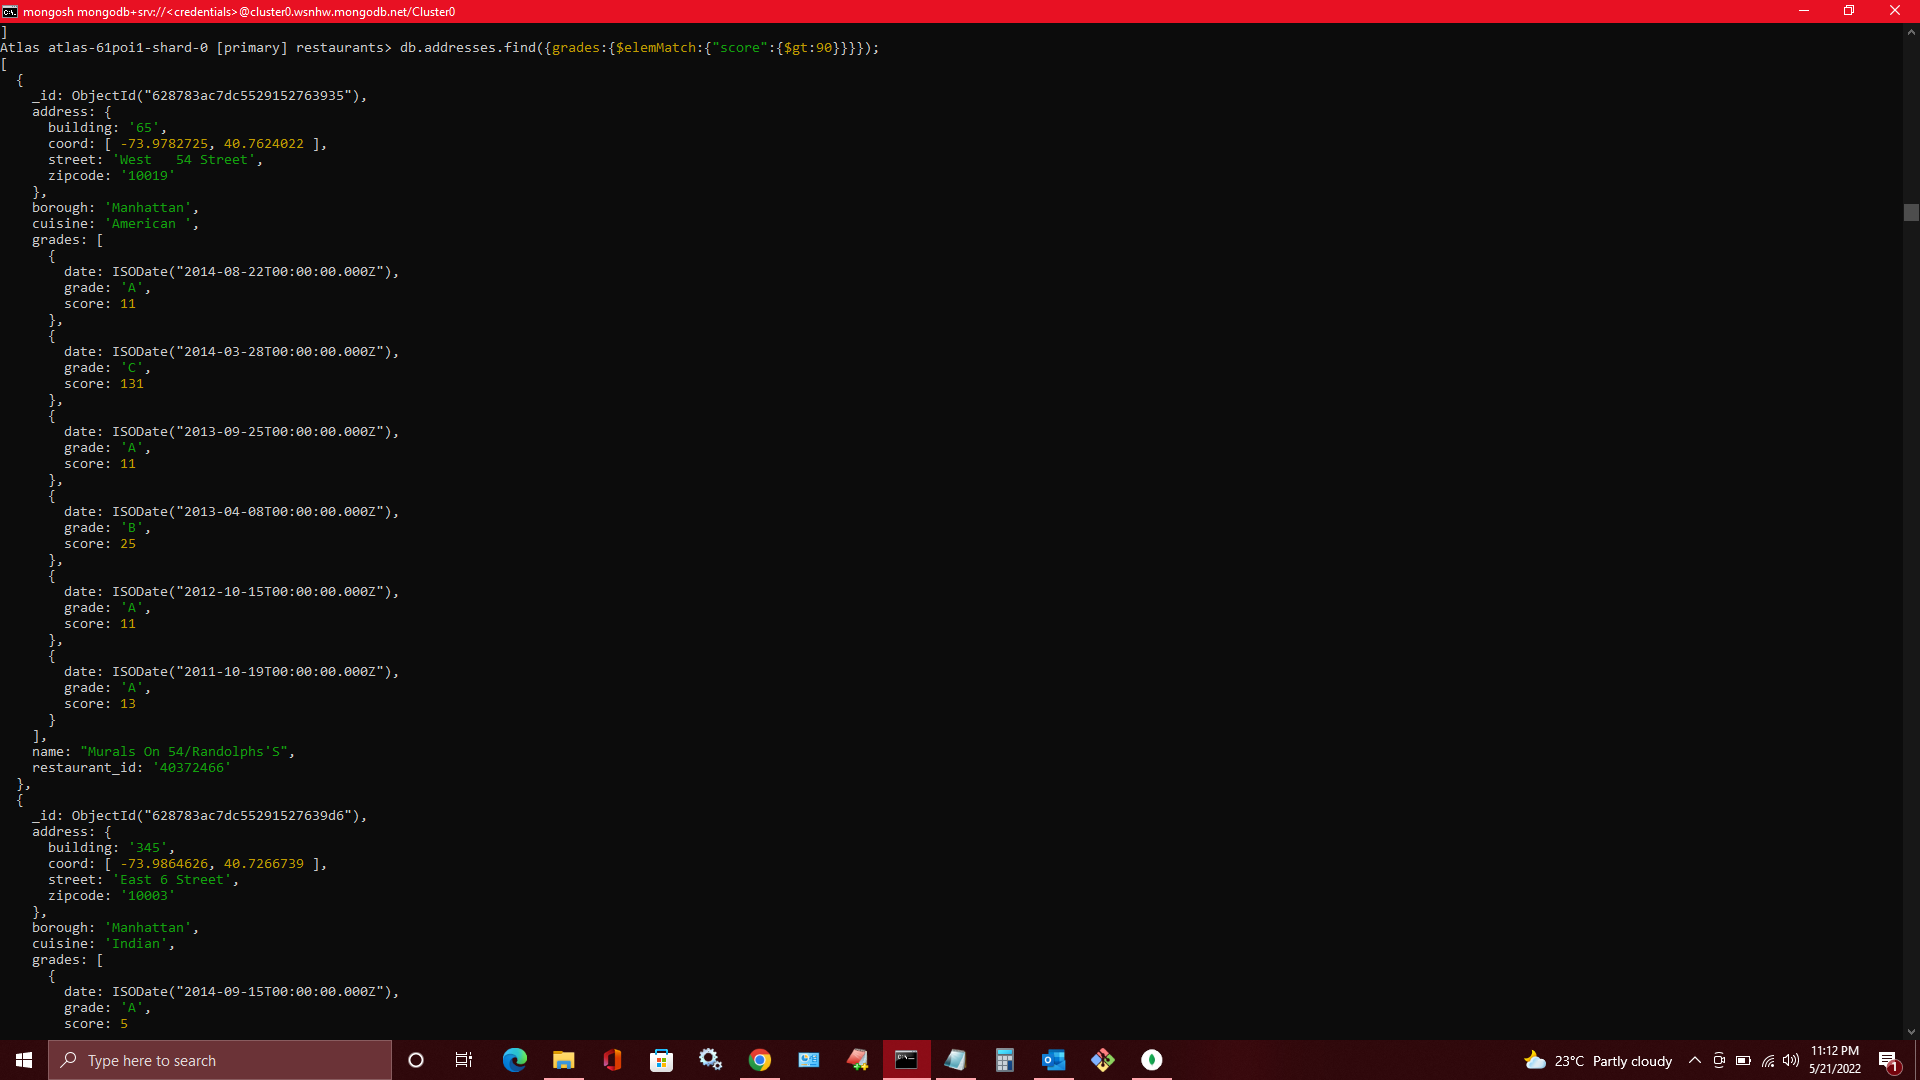 mongosh mongodb+srv://<credentials>@cluster0.wsnhw.mongodb.net/Cluster0
]
Atlas atlas-61poi1-shard-0 [primary] restaurants> db.addresses.find({grades:{$elemMatch:{"score":{$gt:90}}}});
[
  {
    _id: ObjectId("628783ac7dc5529152763935"),
    address: {
      building: '65',
      coord: [ -73.9782725, 40.7624022 ],
      street: 'West   54 Street',
      zipcode: '10019'
    },
    borough: 'Manhattan',
    cuisine: 'American ',
    grades: [
      {
        date: ISODate("2014-08-22T00:00:00.000Z"),
        grade: 'A',
        score: 11
      },
      {
        date: ISODate("2014-03-28T00:00:00.000Z"),
        grade: 'C',
        score: 131
      },
      {
        date: ISODate("2013-09-25T00:00:00.000Z"),
        grade: 'A',
        score: 11
      },
      {
        date: ISODate("2013-04-08T00:00:00.000Z"),
        grade: 'B',
        score: 25
      },
      {
        date: ISODate("2012-10-15T00:00:00.000Z"),
        grade: 'A',
        score: 11
      },
      {
        date: ISODate("2011-10-19T00:00:00.000Z"),
        grade: 'A',
        score: 13
      }
    ],
    name: "Murals On 54/Randolphs'S",
    restaurant_id: '40372466'
  },
  {
    _id: ObjectId("628783ac7dc55291527639d6"),
    address: {
      building: '345',
      coord: [ -73.9864626, 40.7266739 ],
      street: 'East 6 Street',
      zipcode: '10003'
    },
    borough: 'Manhattan',
    cuisine: 'Indian',
    grades: [
      {
        date: ISODate("2014-09-15T00:00:00.000Z"),
        grade: 'A',
        score: 5
Type here to search
23°C Partly cloudy
11:12 PM
5/21/2022
1